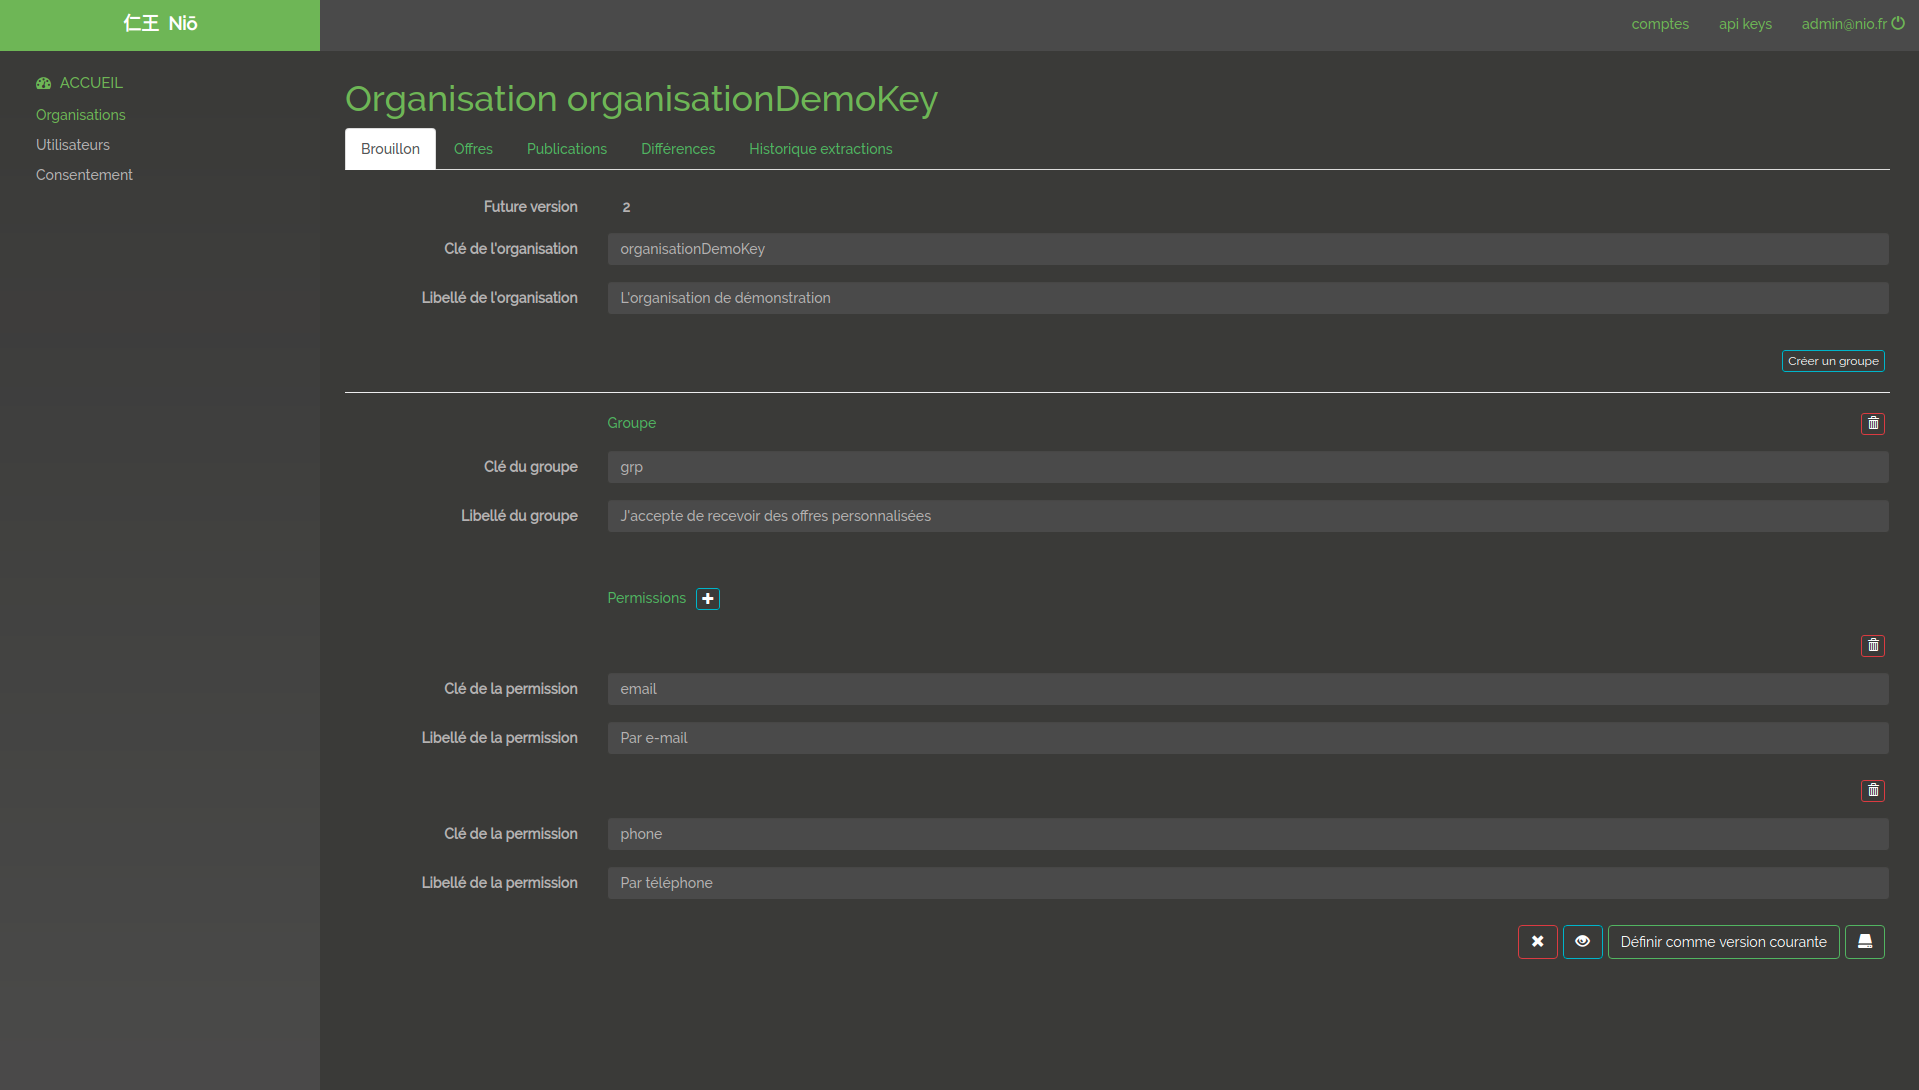 仁王 Niō
comptes api keys admin@nio.fr
ACCUEIL
Organisations
Utilisateurs
Consentement
Organisation organisationDemoKey
Brouillon Offres Publications Différences Historique extractions
Future version 2
Clé de l'organisation organisationDemoKey
Libellé de l'organisation L'organisation de démonstration
Créer un groupe
Groupe
Clé du groupe grp
Libellé du groupe J'accepte de recevoir des offres personnalisées
Permissions
Clé de la permission email
Libellé de la permission Par e-mail
Clé de la permission phone
Libellé de la permission Par téléphone
Définir comme version courante